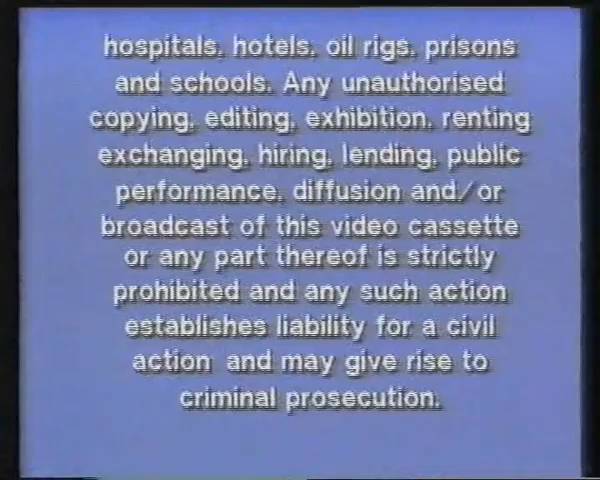 hospitals, hotels, oil rigs, prisons
and schools. Any unauthorised
copying, editing, exhibition, renting
exchanging, hiring, lending, public
performance, diffusion and/or
broadcast of this video cassette
or any part thereof is strictly
prohibited and any such action
establishes liability for a civil
action and may give rise to
criminal prosecution.